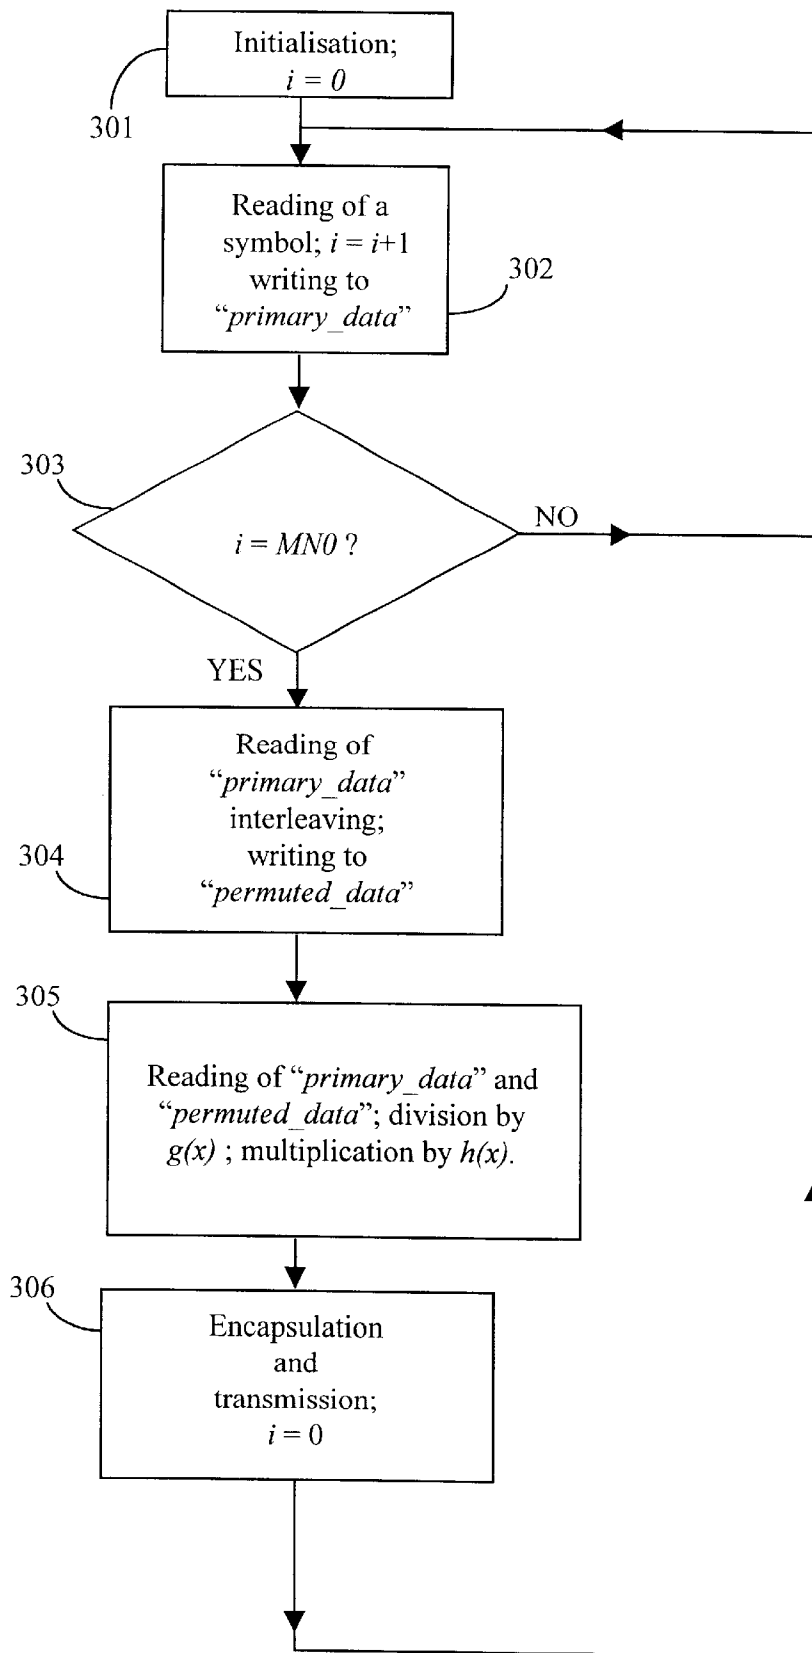 Initialisation;
i = 0
301
Reading of a
symbol; i = i+1
writing to
“primary_data”
302
303
i = MN0 ?
NO
YES
Reading of
“primary_data”
interleaving;
writing to
“permuted_data”
304
305
Reading of “primary_data” and
“permuted_data”; division by
g(x) ; multiplication by h(x).
306
Encapsulation
and
transmission;
i = 0